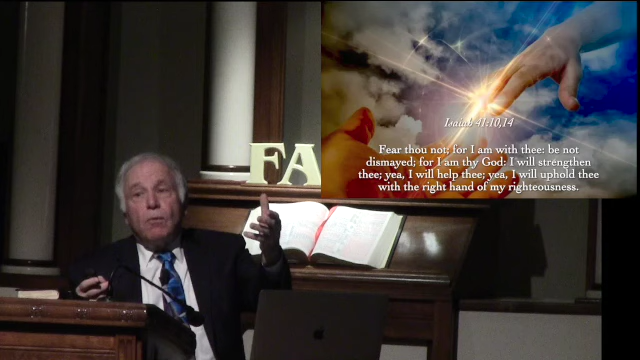 Isaiah 41:10,14
Fear thou not; for I am with thee: be not
dismayed; for I am thy God: I will strengthen
thee; yea, I will help thee; yea, I will uphold thee
with the right hand of my righteousness.
FA